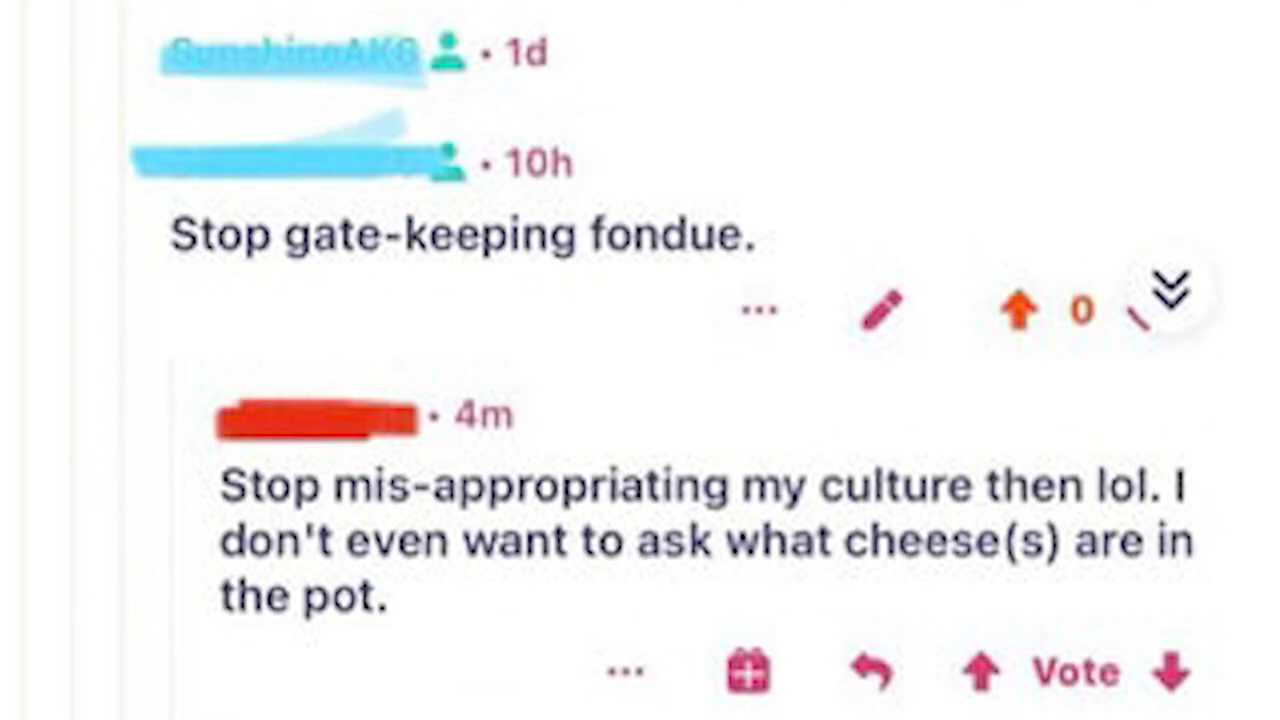 • 1d
• 10h
Stop gate-keeping fondue.
... 0
• 4m
Stop mis-appropriating my culture then lol. I
don't even want to ask what cheese(s) are in
the pot.
... Vote